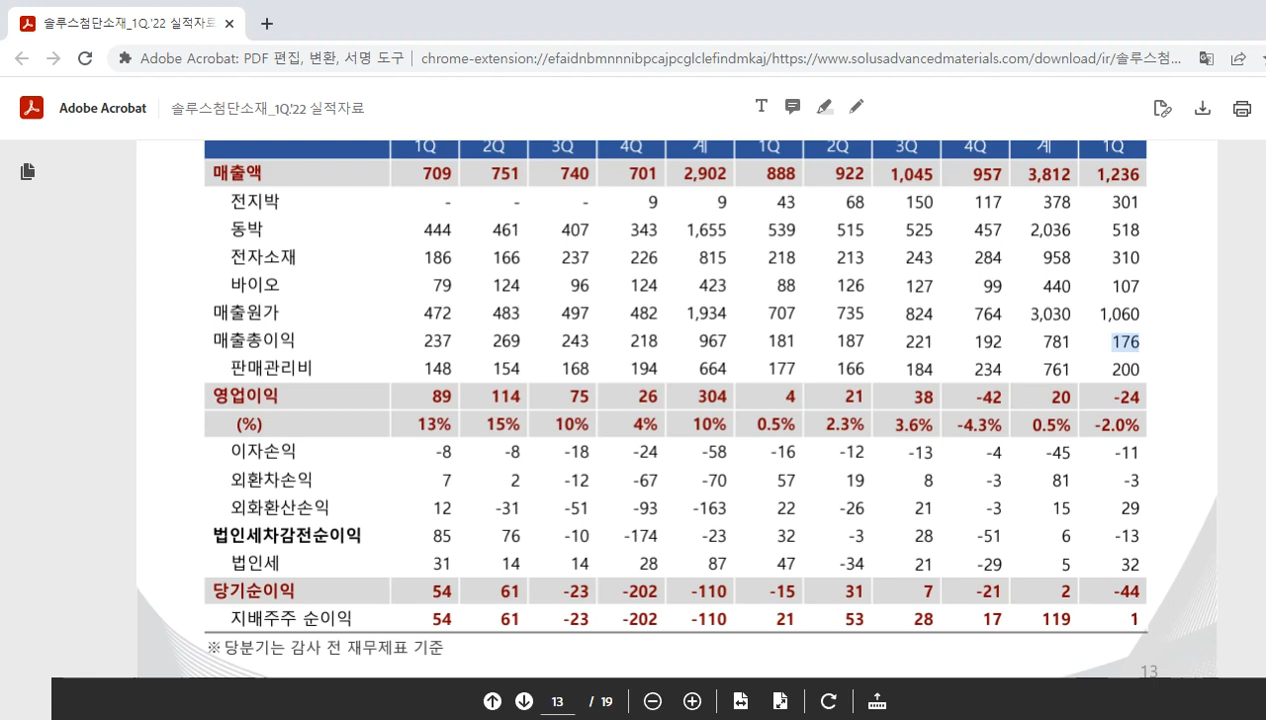 솔루스첨단소재_1Q.'22 실적자료
Adobe Acrobat: PDF 편집, 변환, 서명 도구 chrome-extension://efaidnbmnnnibpcajpcglclefindmkaj/https://www.solusadvancedmaterials.com/download/ir/솔루스첨...
Adobe Acrobat 솔루스첨단소재_1Q.'22 실적자료
1Q 2Q 3Q 4Q 계 1Q 2Q 3Q 4Q 계 1Q
매출액 709 751 740 701 2,902 888 922 1,045 957 3,812 1,236
전지박 - - - 9 9 43 68 150 117 378 301
동박 444 461 407 343 1,655 539 515 525 457 2,036 518
전자소재 186 166 237 226 815 218 213 243 284 958 310
바이오 79 124 96 124 423 88 126 127 99 440 107
매출원가 472 483 497 482 1,934 707 735 824 764 3,030 1,060
매출총이익 237 269 243 218 967 181 187 221 192 781 176
판매관리비 148 154 168 194 664 177 166 184 234 761 200
영업이익 89 114 75 26 304 4 21 38 -42 20 -24
(%) 13% 15% 10% 4% 10% 0.5% 2.3% 3.6% -4.3% 0.5% -2.0%
이자손익 -8 -8 -18 -24 -58 -16 -12 -13 -4 -45 -11
외환차손익 7 2 -12 -67 -70 57 19 8 -3 81 -3
외화환산손익 12 -31 -51 -93 -163 22 -26 21 -3 15 29
법인세차감전순이익 85 76 -10 -174 -23 32 -3 28 -51 6 -13
법인세 31 14 14 28 87 47 -34 21 -29 5 32
당기순이익 54 61 -23 -202 -110 -15 31 7 -21 2 -44
지배주주 순이익 54 61 -23 -202 -110 21 53 28 17 119 1
※ 당분기는 감사 전 재무제표 기준
13
13 / 19